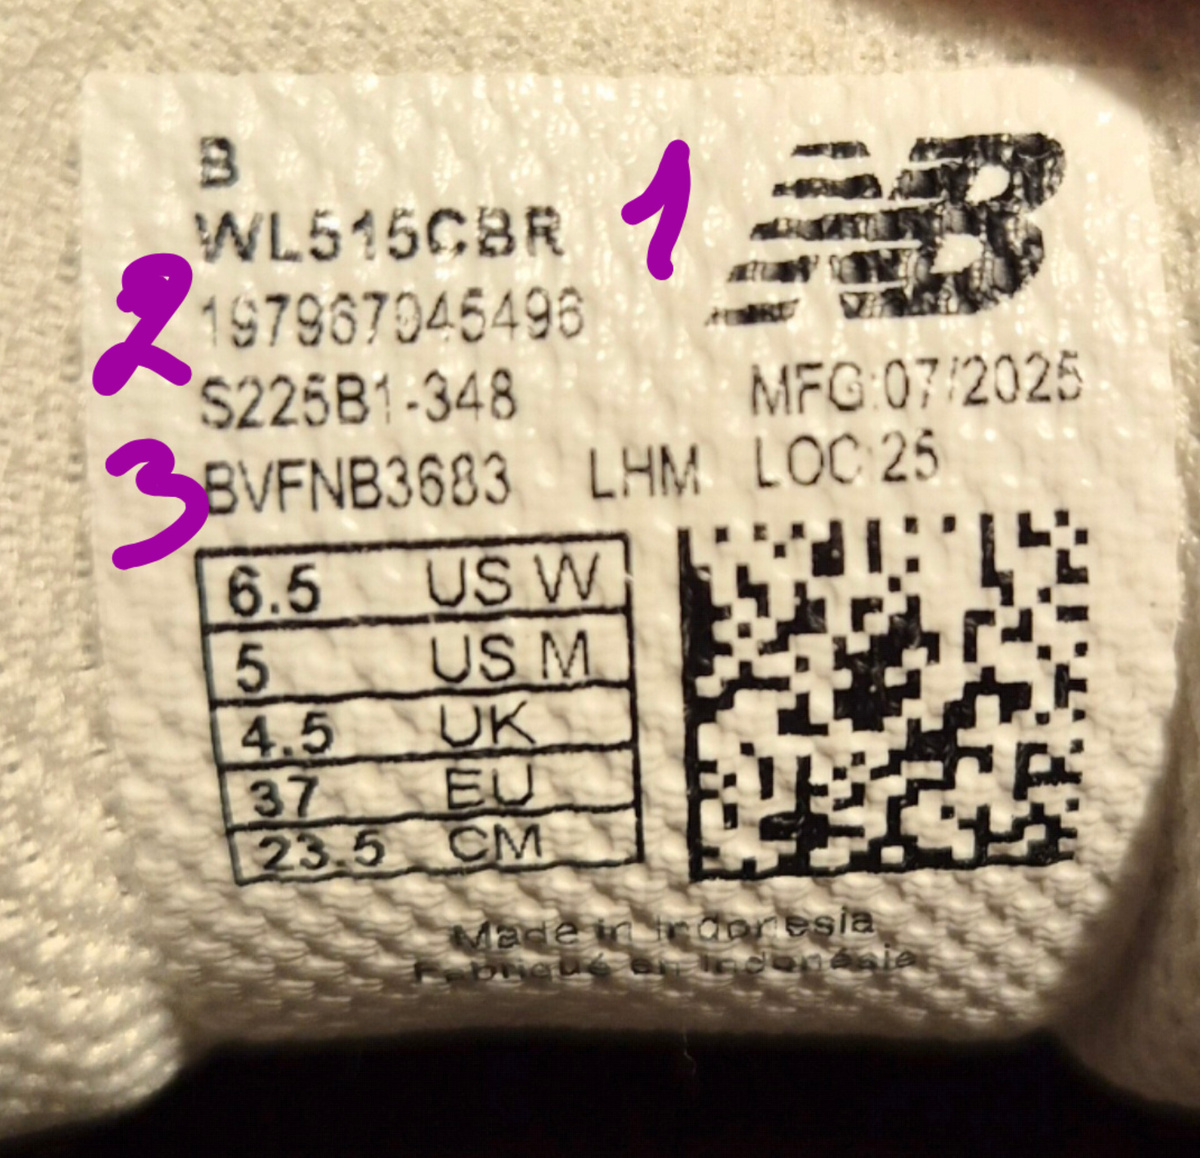 B
WL515CBR 1 NB
2 197967045496
S225B1-348 MFG:07/2025
3 BVFNB3683 LHM LOC:25
6.5 US W
5 US M
4.5 UK
37 EU
23.5 CM
Made in Indonesia
Fabriqué en Indonésie